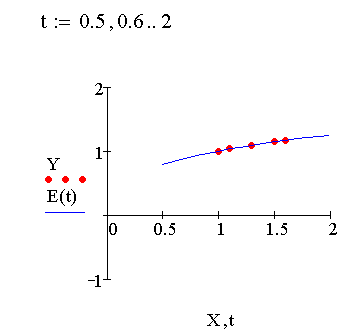 t := 0.5 , 0.6 .. 2
2
1
Y
E(t)
0 0.5 1 1.5 2
-1
X,t